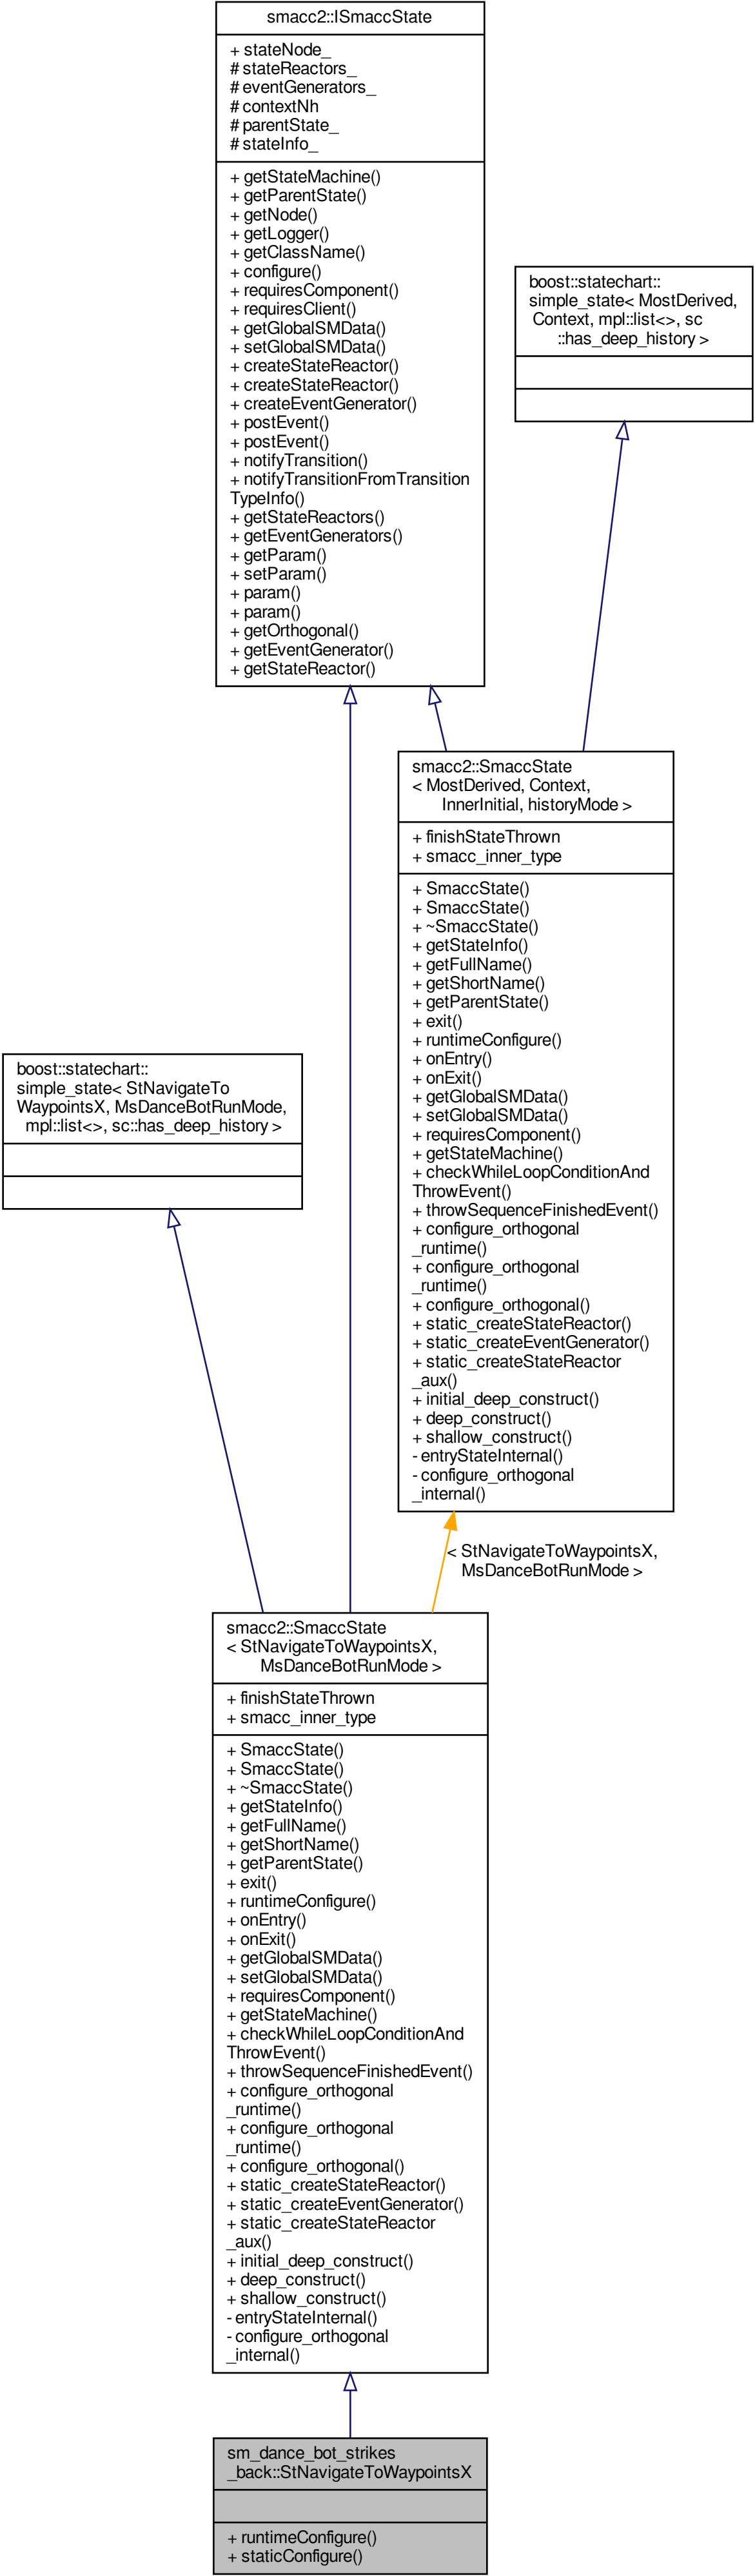 smacc2::ISmaccState
+ stateNode_
# stateReactors_
# eventGenerators_
# contextNh
# parentState_
# stateInfo_
+ getStateMachine()
+ getParentState()
+ getNode()
+ getLogger()
+ getClassName()
+ configure()
+ requiresComponent()
+ requiresClient()
+ getGlobalSMData()
+ setGlobalSMData()
+ createStateReactor()
+ createStateReactor()
+ createEventGenerator()
+ postEvent()
+ postEvent()
+ notifyTransition()
+ notifyTransitionFromTransition
TypeInfo()
+ getStateReactors()
+ getEventGenerators()
+ getParam()
+ setParam()
+ param()
+ param()
+ getOrthogonal()
+ getEventGenerator()
+ getStateReactor()
boost::statechart::
simple_state< MostDerived,
Context, mpl::list<>, sc
::has_deep_history >
smacc2::SmaccState
< MostDerived, Context,
InnerInitial, historyMode >
+ finishStateThrown
+ smacc_inner_type
+ SmaccState()
+ SmaccState()
+ ~SmaccState()
+ getStateInfo()
+ getFullName()
+ getShortName()
+ getParentState()
+ exit()
+ runtimeConfigure()
+ onEntry()
+ onExit()
+ getGlobalSMData()
+ setGlobalSMData()
+ requiresComponent()
+ getStateMachine()
+ checkWhileLoopConditionAnd
ThrowEvent()
+ throwSequenceFinishedEvent()
+ configure_orthogonal
_runtime()
+ configure_orthogonal
_runtime()
+ configure_orthogonal()
+ static_createStateReactor()
+ static_createEventGenerator()
+ static_createStateReactor
_aux()
+ initial_deep_construct()
+ deep_construct()
+ shallow_construct()
- entryStateInternal()
- configure_orthogonal
_internal()
boost::statechart::
simple_state< StNavigateTo
WaypointsX, MsDanceBotRunMode,
mpl::list<>, sc::has_deep_history >
< StNavigateToWaypointsX,
MsDanceBotRunMode >
smacc2::SmaccState
< StNavigateToWaypointsX,
MsDanceBotRunMode >
+ finishStateThrown
+ smacc_inner_type
+ SmaccState()
+ SmaccState()
+ ~SmaccState()
+ getStateInfo()
+ getFullName()
+ getShortName()
+ getParentState()
+ exit()
+ runtimeConfigure()
+ onEntry()
+ onExit()
+ getGlobalSMData()
+ setGlobalSMData()
+ requiresComponent()
+ getStateMachine()
+ checkWhileLoopConditionAnd
ThrowEvent()
+ throwSequenceFinishedEvent()
+ configure_orthogonal
_runtime()
+ configure_orthogonal
_runtime()
+ configure_orthogonal()
+ static_createStateReactor()
+ static_createEventGenerator()
+ static_createStateReactor
_aux()
+ initial_deep_construct()
+ deep_construct()
+ shallow_construct()
- entryStateInternal()
- configure_orthogonal
_internal()
sm_dance_bot_strikes
_back::StNavigateToWaypointsX
+ runtimeConfigure()
+ staticConfigure()